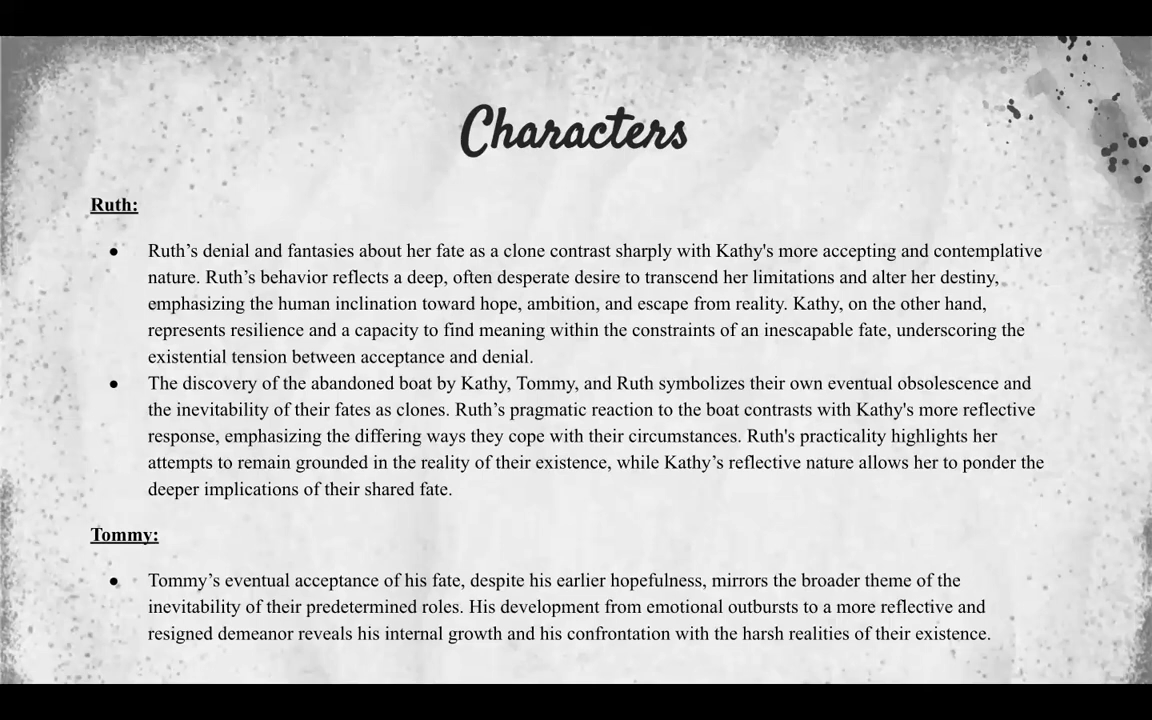 Characters
Ruth:
● Ruth’s denial and fantasies about her fate as a clone contrast sharply with Kathy's more accepting and contemplative
nature. Ruth’s behavior reflects a deep, often desperate desire to transcend her limitations and alter her destiny,
emphasizing the human inclination toward hope, ambition, and escape from reality. Kathy, on the other hand,
represents resilience and a capacity to find meaning within the constraints of an inescapable fate, underscoring the
existential tension between acceptance and denial.
● The discovery of the abandoned boat by Kathy, Tommy, and Ruth symbolizes their own eventual obsolescence and
the inevitability of their fates as clones. Ruth’s pragmatic reaction to the boat contrasts with Kathy's more reflective
response, emphasizing the differing ways they cope with their circumstances. Ruth's practicality highlights her
attempts to remain grounded in the reality of their existence, while Kathy’s reflective nature allows her to ponder the
deeper implications of their shared fate.
Tommy:
● Tommy’s eventual acceptance of his fate, despite his earlier hopefulness, mirrors the broader theme of the
inevitability of their predetermined roles. His development from emotional outbursts to a more reflective and
resigned demeanor reveals his internal growth and his confrontation with the harsh realities of their existence.